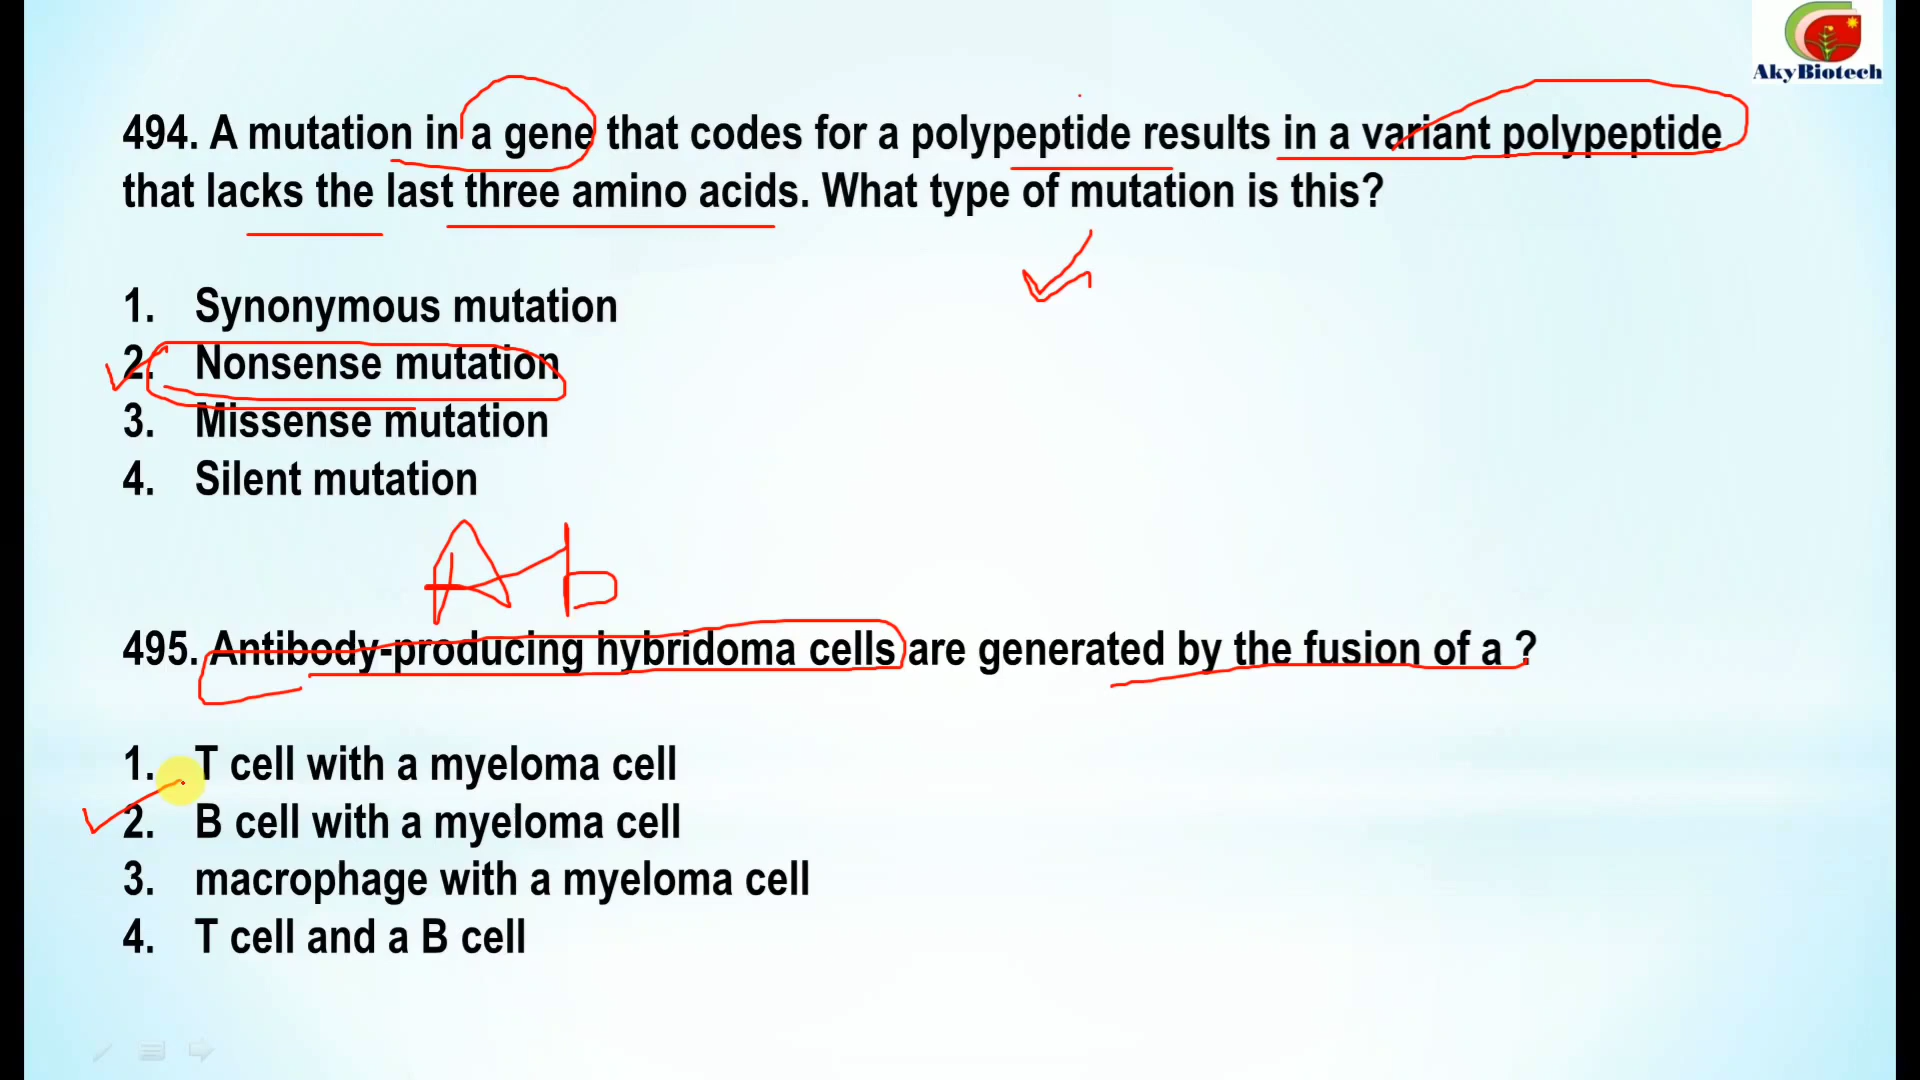 AkyBiotech
494. A mutation in a gene that codes for a polypeptide results in a variant polypeptide
that lacks the last three amino acids. What type of mutation is this?
1. Synonymous mutation
2. Nonsense mutation
3. Missense mutation
4. Silent mutation
Ab
495. Antibody-producing hybridoma cells are generated by the fusion of a ?
1. T cell with a myeloma cell
2. B cell with a myeloma cell
3. macrophage with a myeloma cell
4. T cell and a B cell